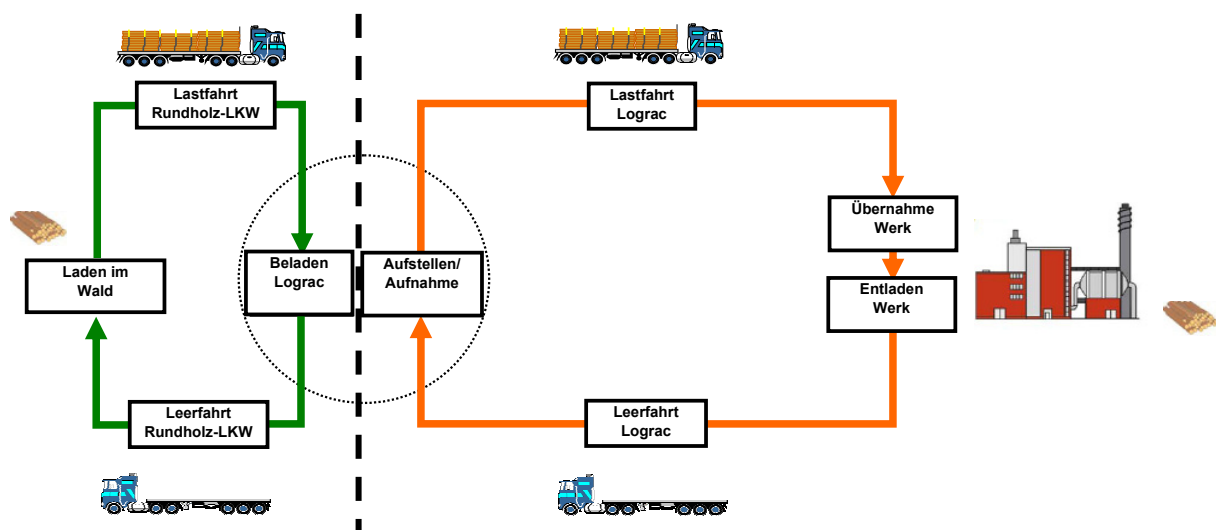 Lastfahrt
Rundholz-LKW
Lastfahrt
Lograc
Übernahme
Werk
Laden im
Wald
Beladen
Lograc
Aufstellen/
Aufnahme
Entladen
Werk
Leerfahrt
Rundholz-LKW
Leerfahrt
Lograc